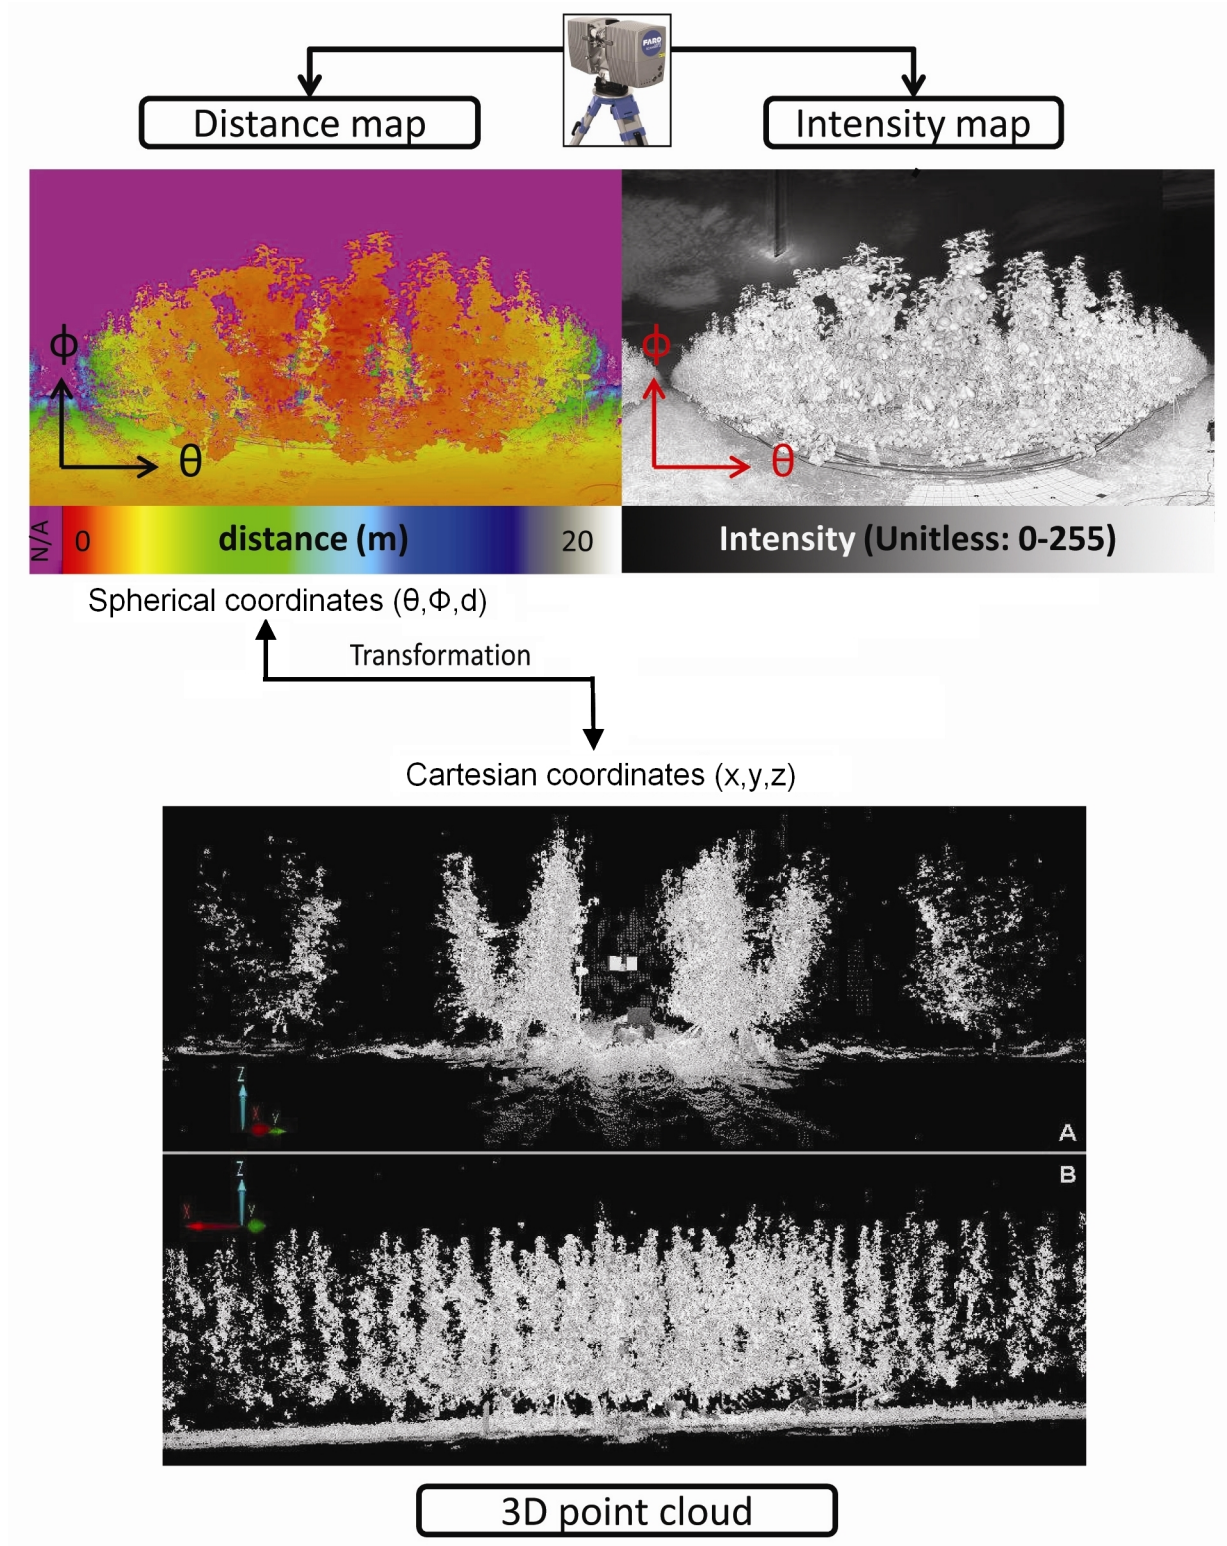 FARO
Distance map
Intensity map
ϕ
θ
ϕ
θ
N/A
0
distance (m)
20
Intensity (Unitless: 0-255)
Spherical coordinates (θ,Φ,d)
Transformation
Cartesian coordinates (x,y,z)
Z
X
y
A
Z
X
y
B
3D point cloud